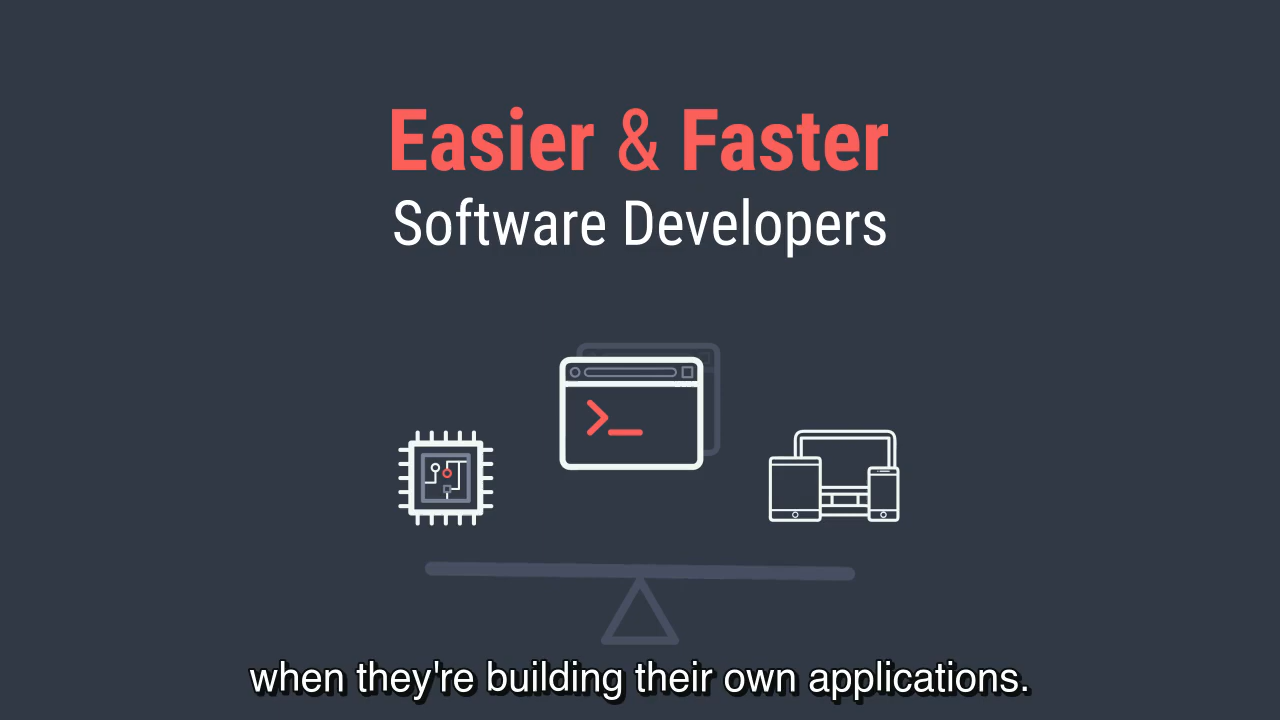 Easier & Faster
Software Developers
when they're building their own applications.